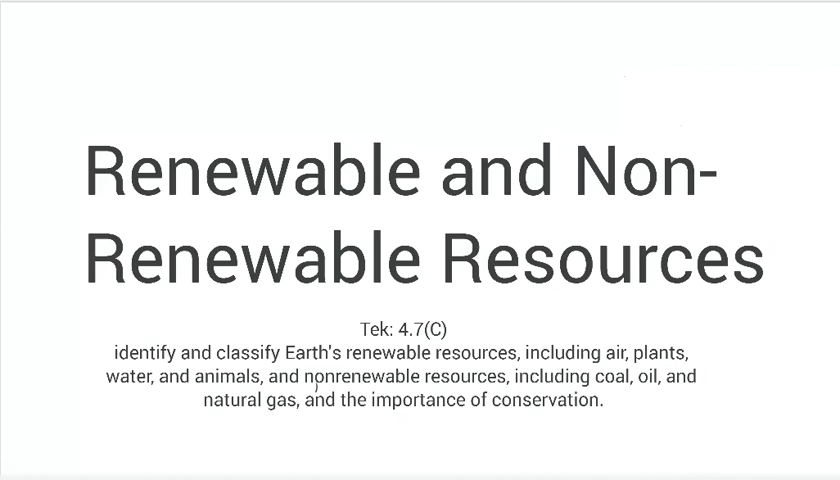 Renewable and Non-
Renewable Resources
Tek: 4.7(C)
identify and classify Earth's renewable resources, including air, plants,
water, and animals, and nonrenewable resources, including coal, oil, and
natural gas, and the importance of conservation.